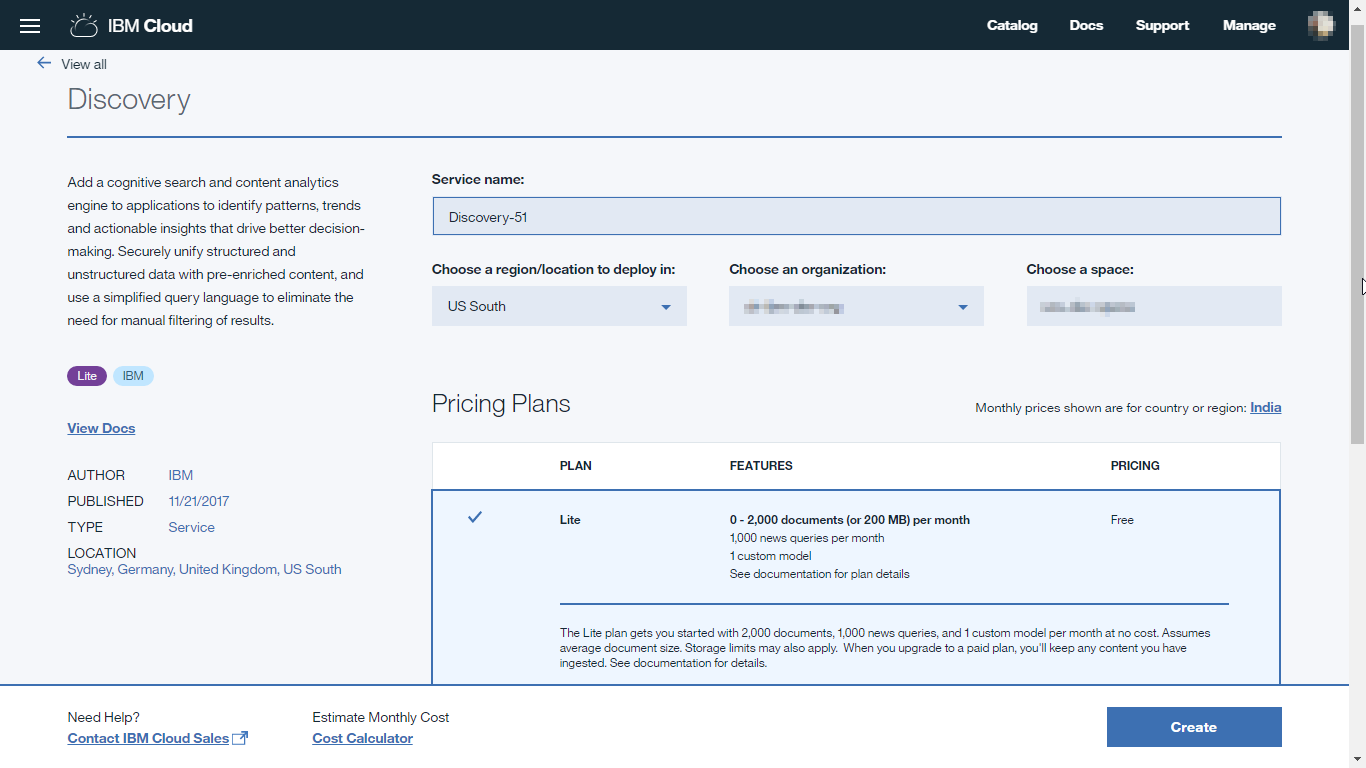 IBM Cloud
Catalog
Docs
Support
Manage
View all
Discovery
Add a cognitive search and content analytics
engine to applications to identify patterns, trends
and actionable insights that drive better decision-
making. Securely unify structured and
unstructured data with pre-enriched content, and
use a simplified query language to eliminate the
need for manual filtering of results.
Lite
IBM
View Docs
AUTHOR IBM
PUBLISHED 11/21/2017
TYPE Service
LOCATION
Sydney, Germany, United Kingdom, US South
Service name:
Discovery-51
Choose a region/location to deploy in:
US South
Choose an organization:
Choose a space:
Pricing Plans
Monthly prices shown are for country or region: India
PLAN FEATURES PRICING
Lite 0 - 2,000 documents (or 200 MB) per month Free
1,000 news queries per month
1 custom model
See documentation for plan details
The Lite plan gets you started with 2,000 documents, 1,000 news queries, and 1 custom model per month at no cost. Assumes
average document size. Storage limits may also apply. When you upgrade to a paid plan, you'll keep any content you have
ingested. See documentation for details.
Need Help?
Contact IBM Cloud Sales
Estimate Monthly Cost
Cost Calculator
Create